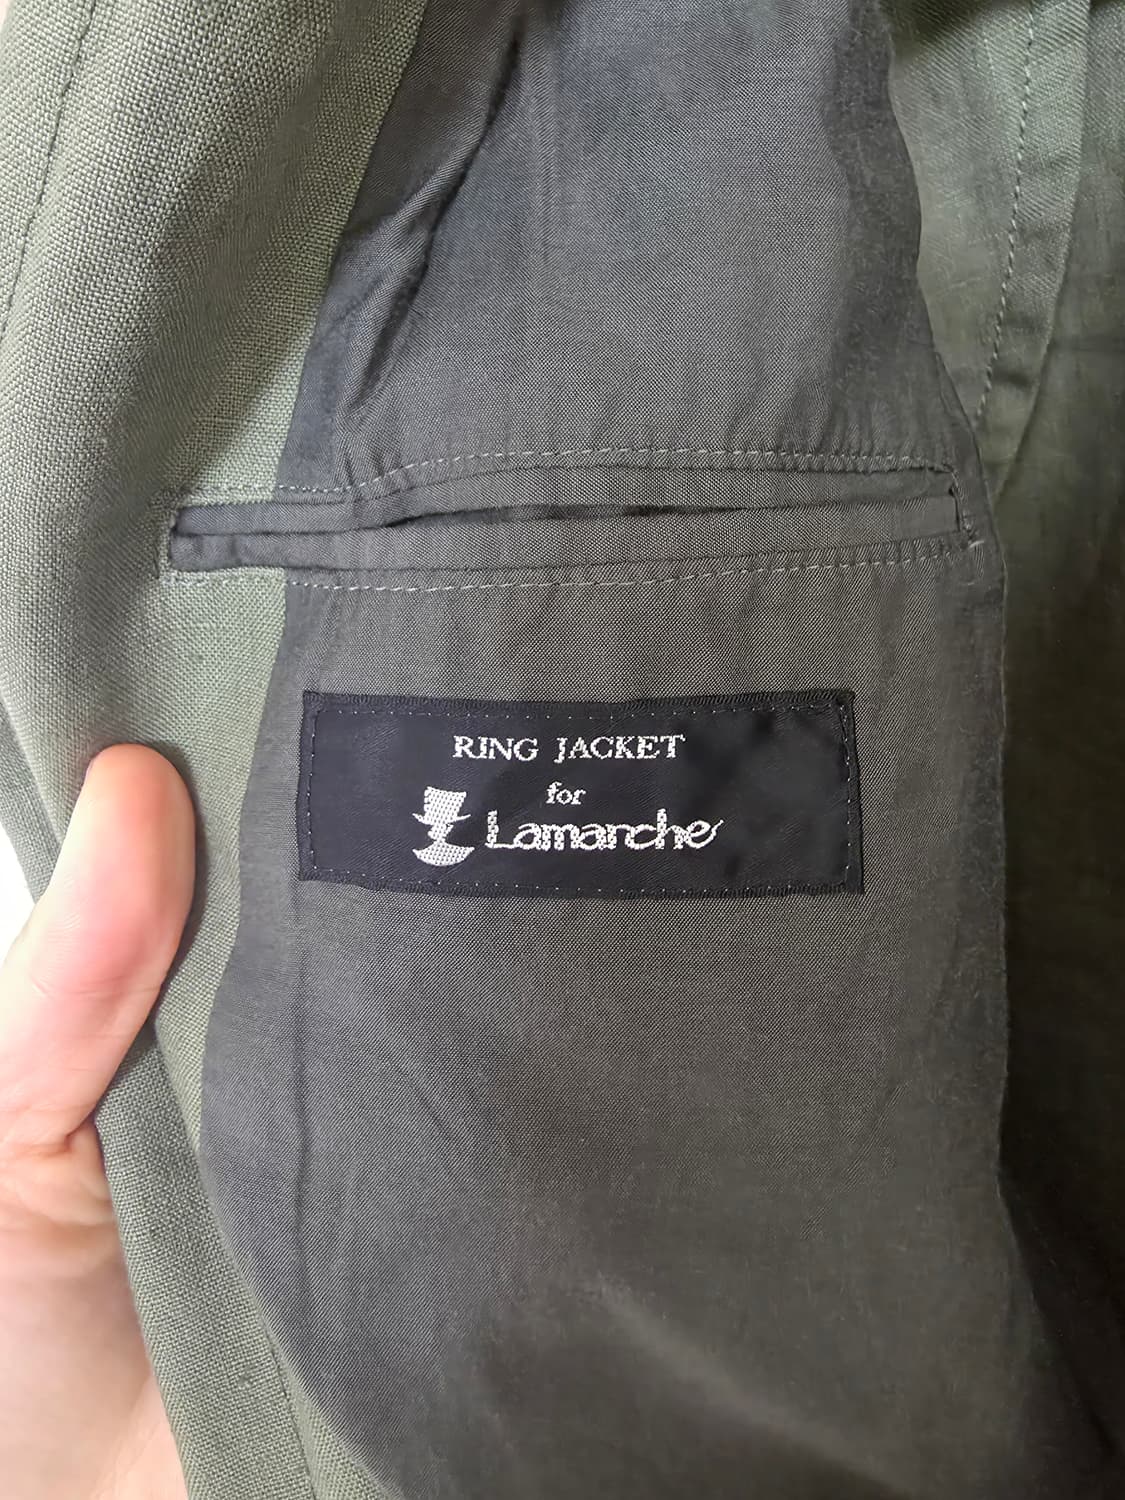 RING JACKET
for
Lamarche